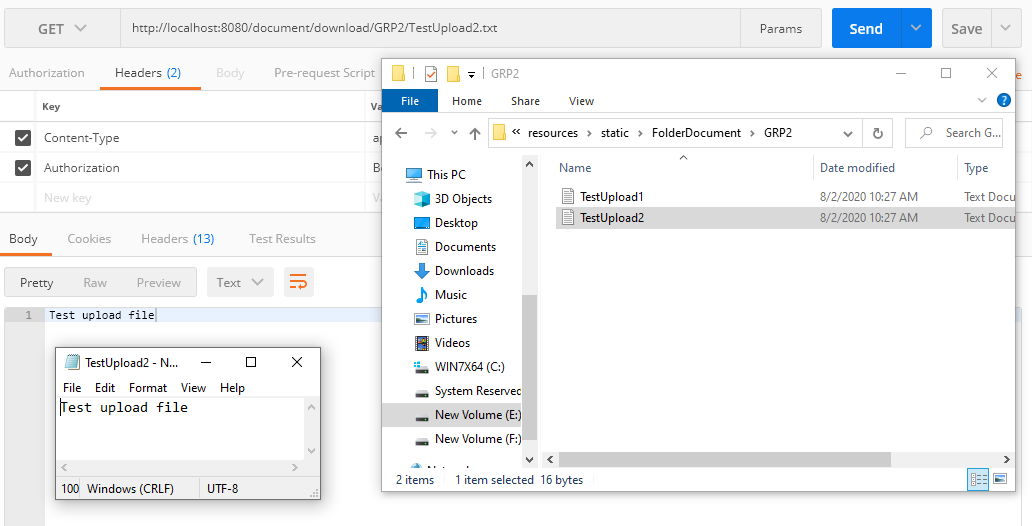 GET http://localhost:8080/document/download/GRP2/TestUpload2.txt Params Send Save
Authorization Headers (2) Body Pre-request Script
Key
Content-Type
Authorization
New key
Body Cookies Headers (13) Test Results
Pretty Raw Preview Text
1 Test upload file
TestUpload2 - N...
File Edit Format View Help
Test upload file
100 Windows (CRLF) UTF-8
GRP2
File Home Share View
« resources > static > FolderDocument > GRP2 Search G...
This PC
3D Objects
Desktop
Documents
Downloads
Music
Pictures
Videos
WIN7X64 (C:)
System Reserved
New Volume (E:)
New Volume (F:)
Name Date modified Type
TestUpload1 8/2/2020 10:27 AM Text Docu
TestUpload2 8/2/2020 10:27 AM Text Docu
2 items 1 item selected 16 bytes